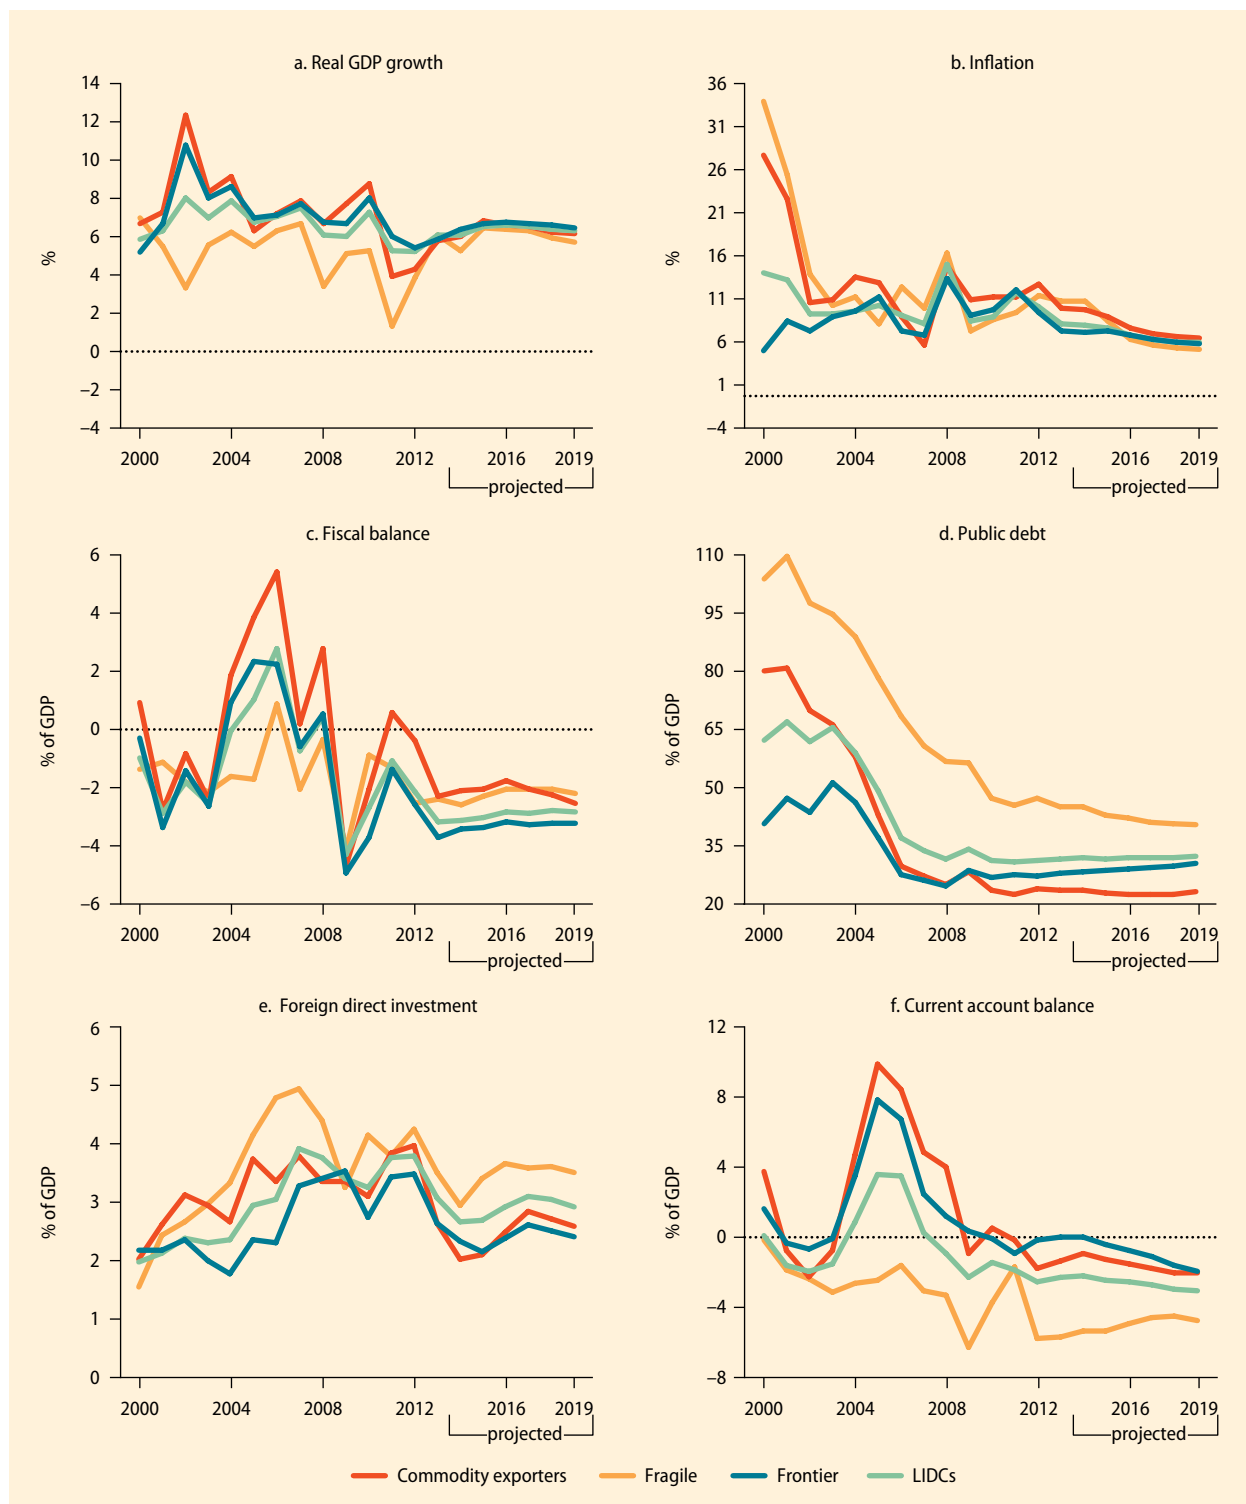 a. Real GDP growth
14
12
10
8
6
4
2
0
–2
–4
%
2000 2004 2008 2012 2016 2019
projected
b. Inflation
36
31
26
21
16
11
6
1
–4
%
2000 2004 2008 2012 2016 2019
projected
c. Fiscal balance
6
4
2
0
–2
–4
–6
% of GDP
2000 2004 2008 2012 2016 2019
projected
d. Public debt
110
95
80
65
50
35
20
% of GDP
2000 2004 2008 2012 2016 2019
projected
e. Foreign direct investment
6
5
4
3
2
1
0
% of GDP
2000 2004 2008 2012 2016 2019
projected
f. Current account balance
12
8
4
0
–4
–8
% of GDP
2000 2004 2008 2012 2016 2019
projected
Commodity exporters Fragile Frontier LIDCs